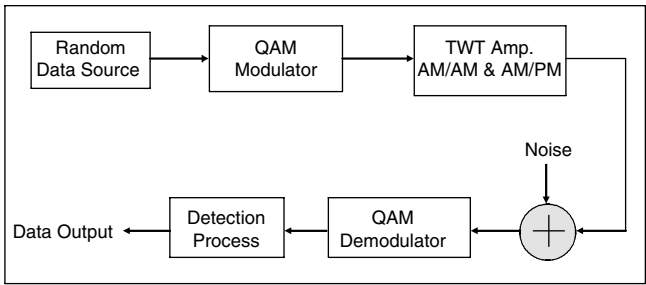 Random
Data Source
QAM
Modulator
TWT Amp.
AM/AM & AM/PM
Noise
Data Output
Detection
Process
QAM
Demodulator